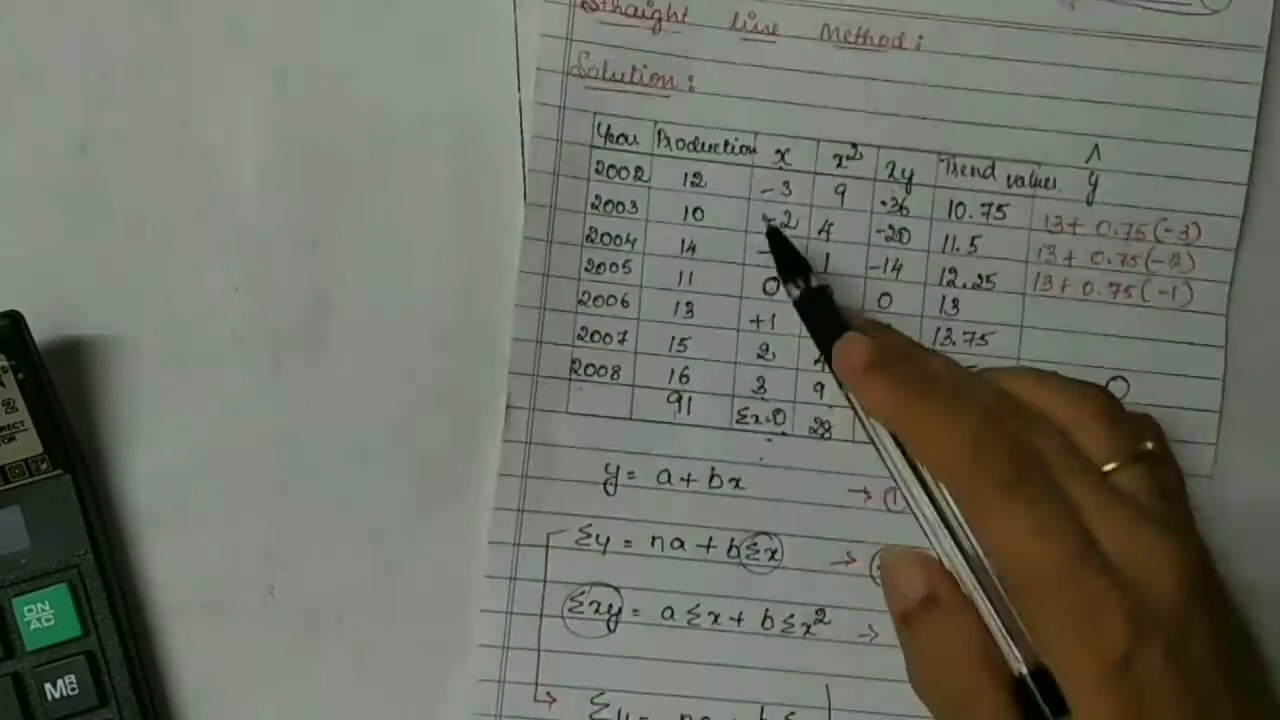 Straight line Method:
Solution:
Year Production x x² xy Trend values ŷ
2002 12 -3 9 -36 10.75 13+ 0.75(-3)
2003 10 -2 4 -20 11.5 13+ 0.75(-2)
2004 14 1 -14 12.25 13+ 0.75(-1)
2005 11 0 0 13
2006 13 +1 13.75
2007 15 2 4
2008 16 3 9
91 Σx=0 28
y = a + bx → ①
Σy = na + bΣx →
Σxy = aΣx + bΣx² →
ON/AC